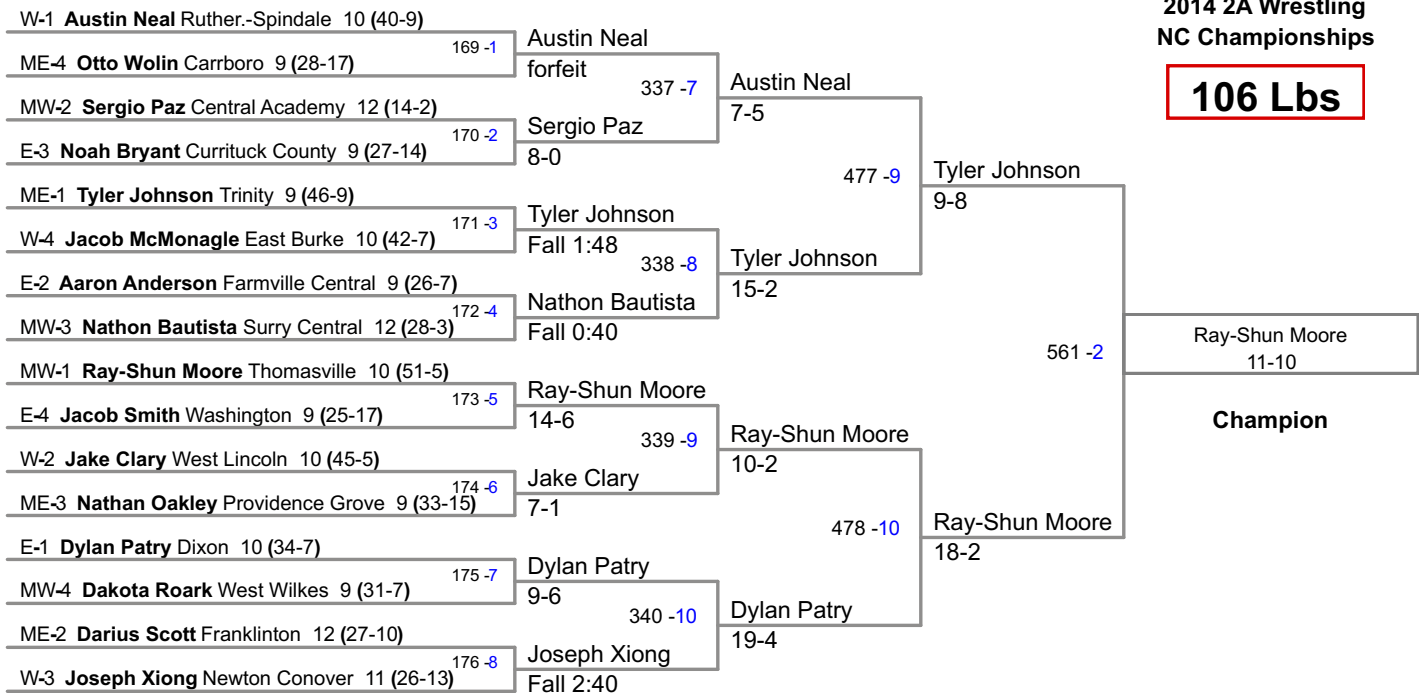 2014 2A Wrestling
NC Championships
106 Lbs
W-1 Austin Neal Ruther.-Spindale 10 (40-9)
169 -1
ME-4 Otto Wolin Carrboro 9 (28-17)
MW-2 Sergio Paz Central Academy 12 (14-2)
170 -2
E-3 Noah Bryant Currituck County 9 (27-14)
ME-1 Tyler Johnson Trinity 9 (46-9)
171 -3
W-4 Jacob McMonagle East Burke 10 (42-7)
E-2 Aaron Anderson Farmville Central 9 (26-7)
172 -4
MW-3 Nathon Bautista Surry Central 12 (28-3)
MW-1 Ray-Shun Moore Thomasville 10 (51-5)
173 -5
E-4 Jacob Smith Washington 9 (25-17)
W-2 Jake Clary West Lincoln 10 (45-5)
174 -6
ME-3 Nathan Oakley Providence Grove 9 (33-15)
E-1 Dylan Patry Dixon 10 (34-7)
175 -7
MW-4 Dakota Roark West Wilkes 9 (31-7)
ME-2 Darius Scott Franklinton 12 (27-10)
176 -8
W-3 Joseph Xiong Newton Conover 11 (26-13)
Austin Neal
forfeit
337 -7
Sergio Paz
8-0
Tyler Johnson
Fall 1:48
338 -8
Nathon Bautista
Fall 0:40
Ray-Shun Moore
14-6
339 -9
Jake Clary
7-1
Dylan Patry
9-6
340 -10
Joseph Xiong
Fall 2:40
Austin Neal
7-5
477 -9
Tyler Johnson
15-2
Ray-Shun Moore
10-2
478 -10
Dylan Patry
19-4
Tyler Johnson
9-8
561 -2
Ray-Shun Moore
18-2
Ray-Shun Moore
11-10
Champion